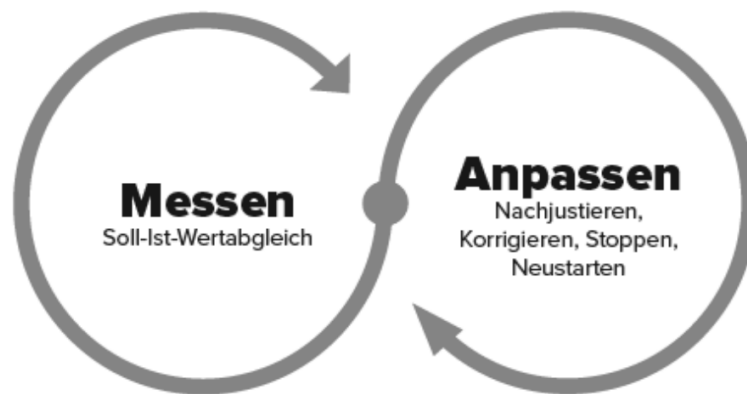 Messen
Soll-Ist-Wertabgleich
Anpassen
Nachjustieren,
Korrigieren, Stoppen,
Neustarten